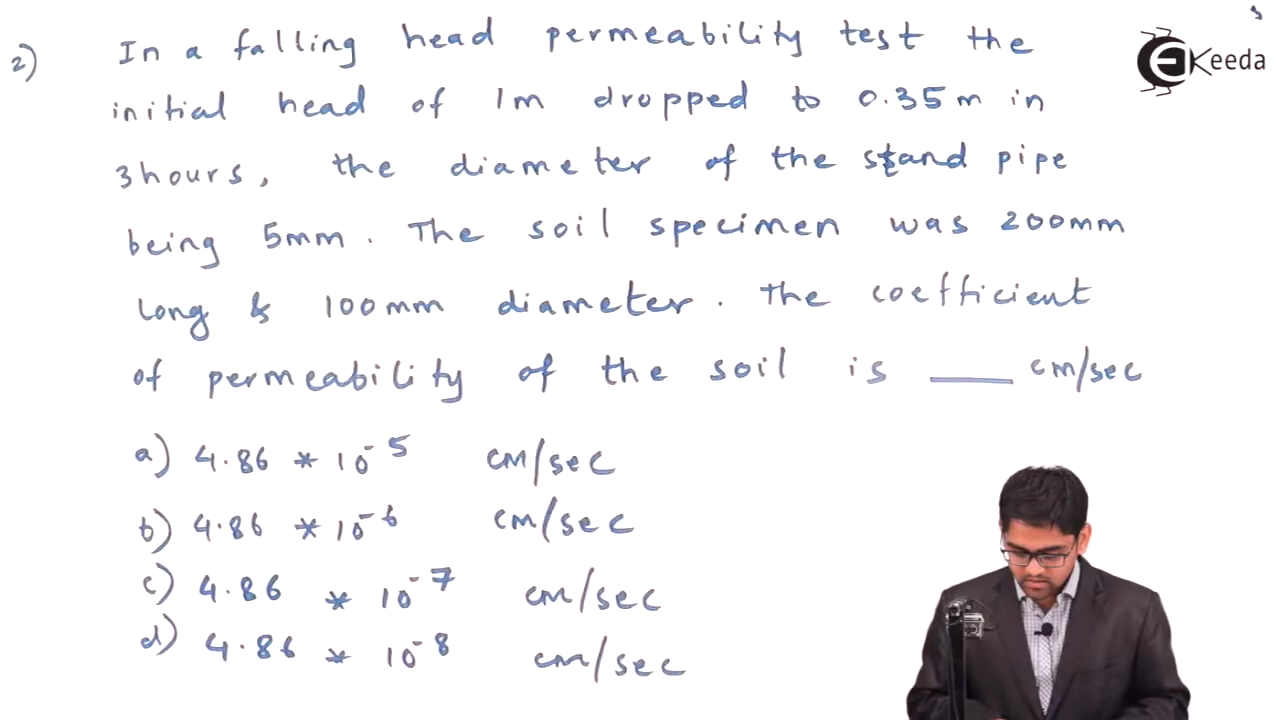 2) In a falling head permeability test the
initial head of 1m dropped to 0.35m in
3hours, the diameter of the stand pipe
being 5mm. The soil specimen was 200mm
long & 100mm diameter. The coefficient
of permeability of the soil is ___ cm/sec
a) 4.86 * 10⁻⁵ cm/sec
b) 4.86 * 10⁻⁶ cm/sec
c) 4.86 * 10⁻⁷ cm/sec
d) 4.86 * 10⁻⁸ cm/sec
EKeeda